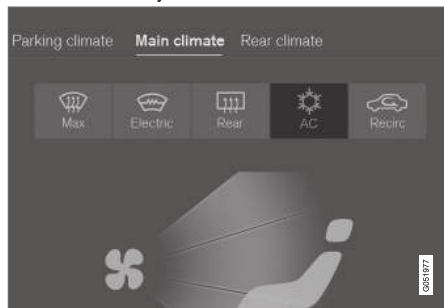 Parking climate Main climate Rear climate
Max Electric Rear AC Recirc
G051977